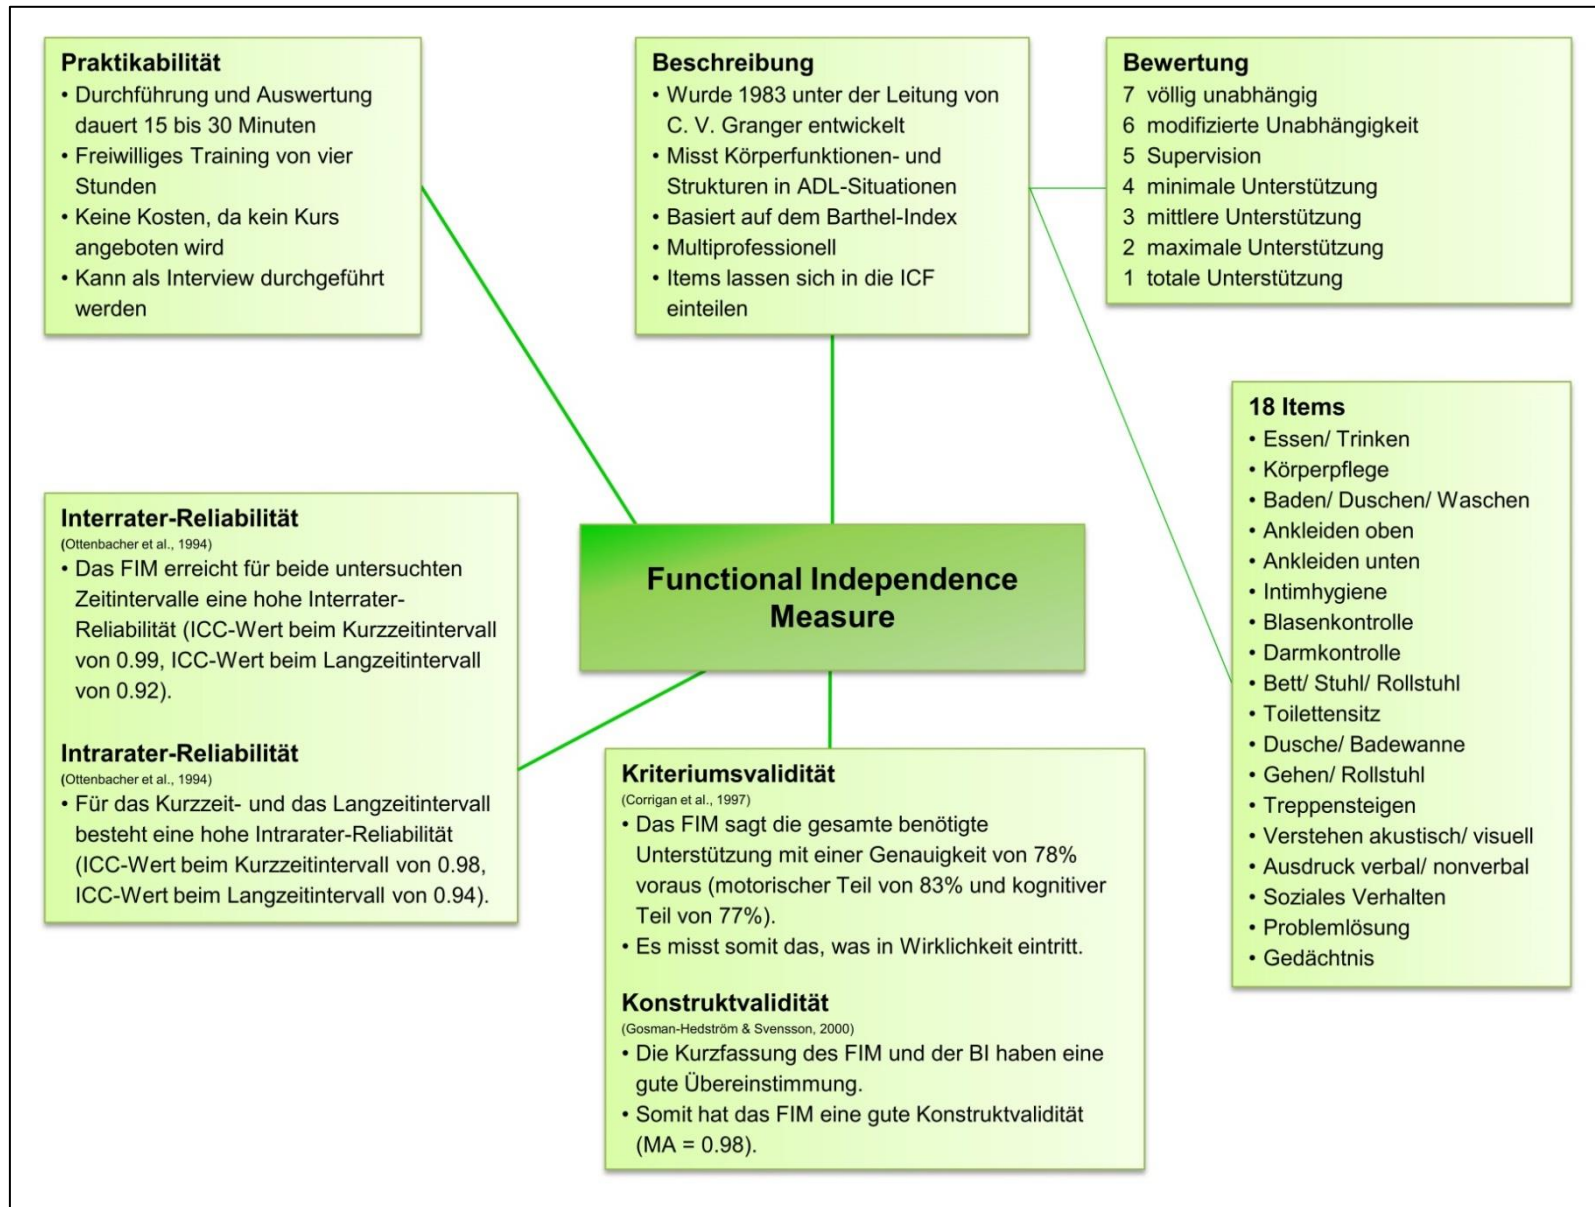 Praktikabilität
• Durchführung und Auswertung
dauert 15 bis 30 Minuten
• Freiwilliges Training von vier
Stunden
• Keine Kosten, da kein Kurs
angeboten wird
• Kann als Interview durchgeführt
werden
Beschreibung
• Wurde 1983 unter der Leitung von
C. V. Granger entwickelt
• Misst Körperfunktionen- und
Strukturen in ADL-Situationen
• Basiert auf dem Barthel-Index
• Multiprofessionell
• Items lassen sich in die ICF
einteilen
Bewertung
7 völlig unabhängig
6 modifizierte Unabhängigkeit
5 Supervision
4 minimale Unterstützung
3 mittlere Unterstützung
2 maximale Unterstützung
1 totale Unterstützung
18 Items
• Essen/ Trinken
• Körperpflege
• Baden/ Duschen/ Waschen
• Ankleiden oben
• Ankleiden unten
• Intimhygiene
• Blasenkontrolle
• Darmkontrolle
• Bett/ Stuhl/ Rollstuhl
• Toilettensitz
• Dusche/ Badewanne
• Gehen/ Rollstuhl
• Treppensteigen
• Verstehen akustisch/ visuell
• Ausdruck verbal/ nonverbal
• Soziales Verhalten
• Problemlösung
• Gedächtnis
Functional Independence
Measure
Interrater-Reliabilität
(Ottenbacher et al., 1994)
• Das FIM erreicht für beide untersuchten
Zeitintervalle eine hohe Interrater-
Reliabilität (ICC-Wert beim Kurzzeitintervall
von 0.99, ICC-Wert beim Langzeitintervall
von 0.92).
Intrarater-Reliabilität
(Ottenbacher et al., 1994)
• Für das Kurzzeit- und das Langzeitintervall
besteht eine hohe Intrarater-Reliabilität
(ICC-Wert beim Kurzzeitintervall von 0.98,
ICC-Wert beim Langzeitintervall von 0.94).
Kriteriumsvalidität
(Corrigan et al., 1997)
• Das FIM sagt die gesamte benötigte
Unterstützung mit einer Genauigkeit von 78%
voraus (motorischer Teil von 83% und kognitiver
Teil von 77%).
• Es misst somit das, was in Wirklichkeit eintritt.
Konstruktvalidität
(Gosman-Hedström & Svensson, 2000)
• Die Kurzfassung des FIM und der BI haben eine
gute Übereinstimmung.
• Somit hat das FIM eine gute Konstruktvalidität
(MA = 0.98).